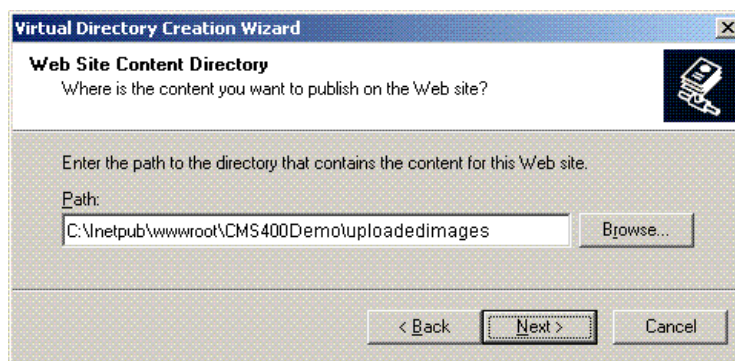 Virtual Directory Creation Wizard
Web Site Content Directory
Where is the content you want to publish on the Web site?
Enter the path to the directory that contains the content for this Web site.
Path:
C:\Inetpub\wwwroot\CMS400Demo\uploadedimages
Browse...
< Back
Next >
Cancel